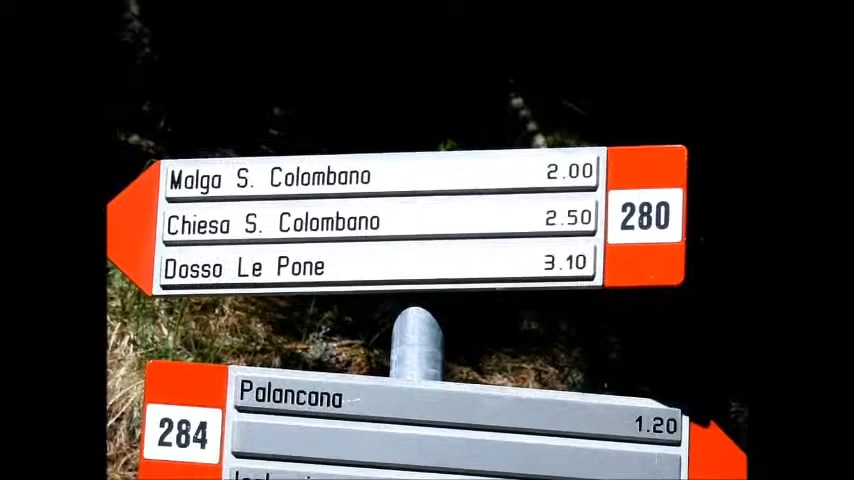 Malga S. Colombano 2.00
Chiesa S. Colombano 2.50
Dosso Le Pone 3.10
280
Palancana 1.20
284